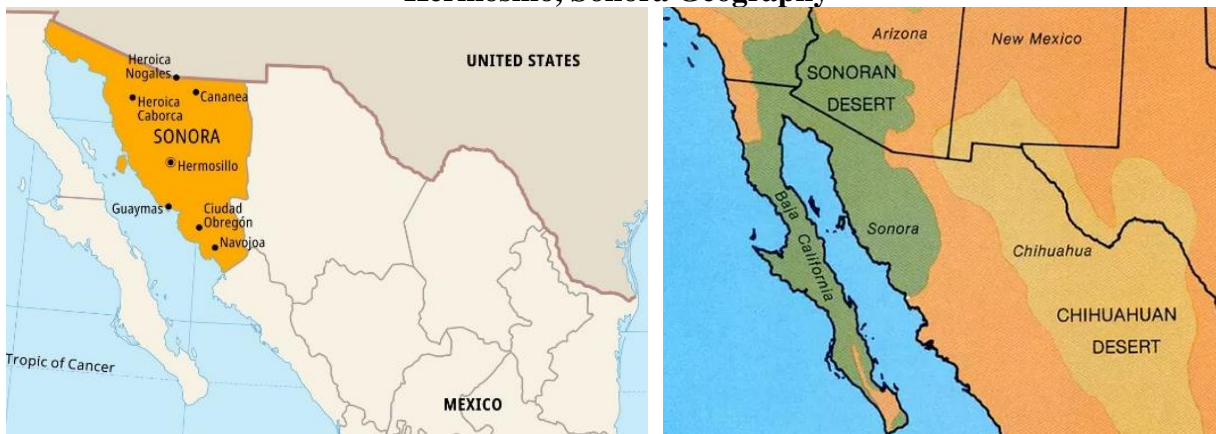 Hermosillo, Sonora Geography
UNITED STATES
Heroica
Nogales
Cananea
Heroica
Caborca
SONORA
Hermosillo
Guaymas
Ciudad
Obregón
Navojoa
Tropic of Cancer
MEXICO
Arizona
New Mexico
SONORAN
DESERT
Baja California
Sonora
Chihuahua
CHIHUAHUAN
DESERT